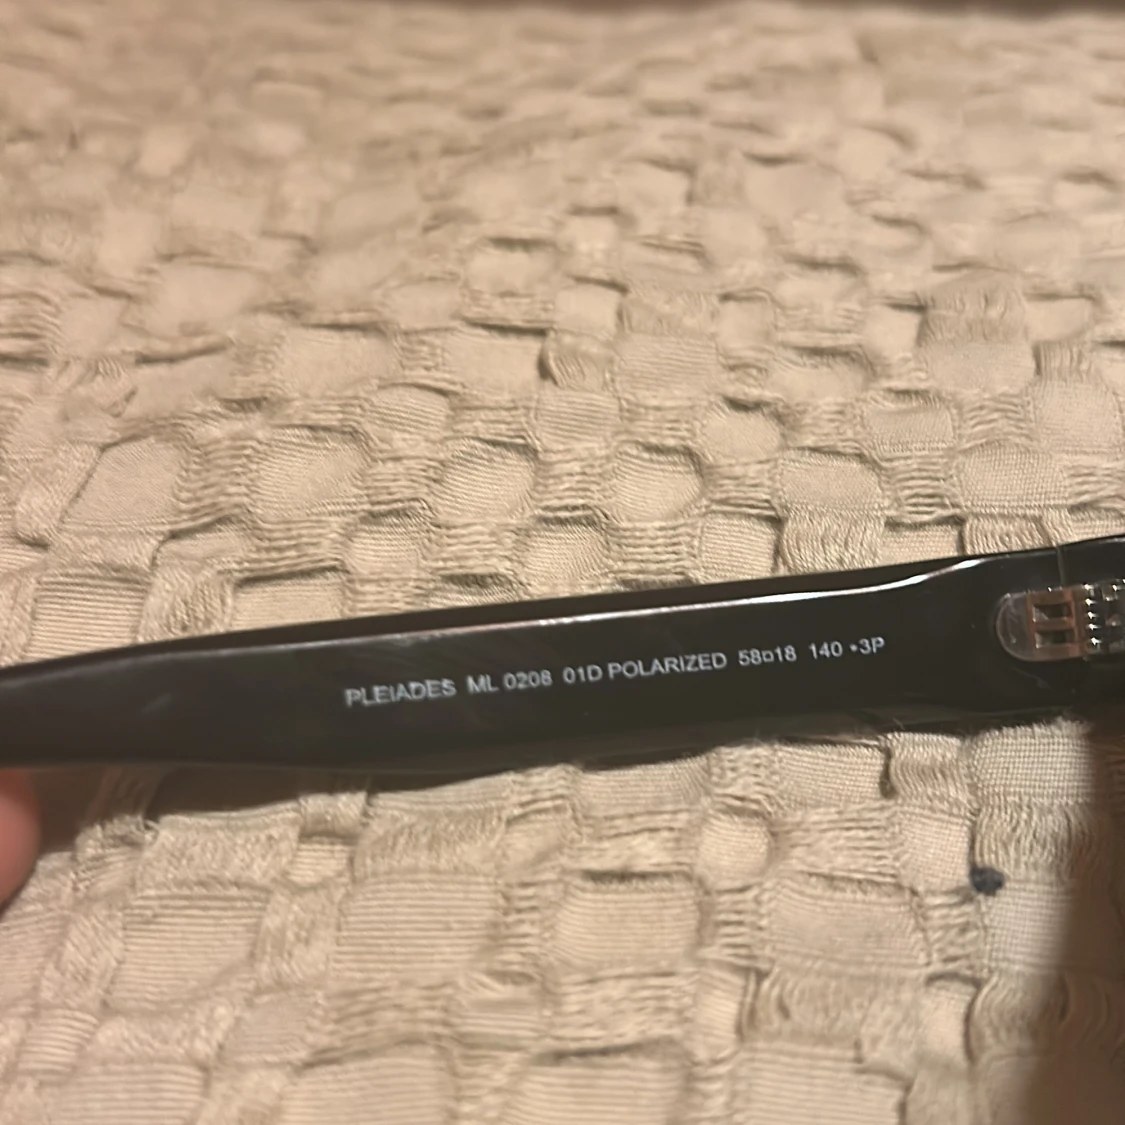 PLEIADES ML 0208 01D POLARIZED 58□18 140 •3P